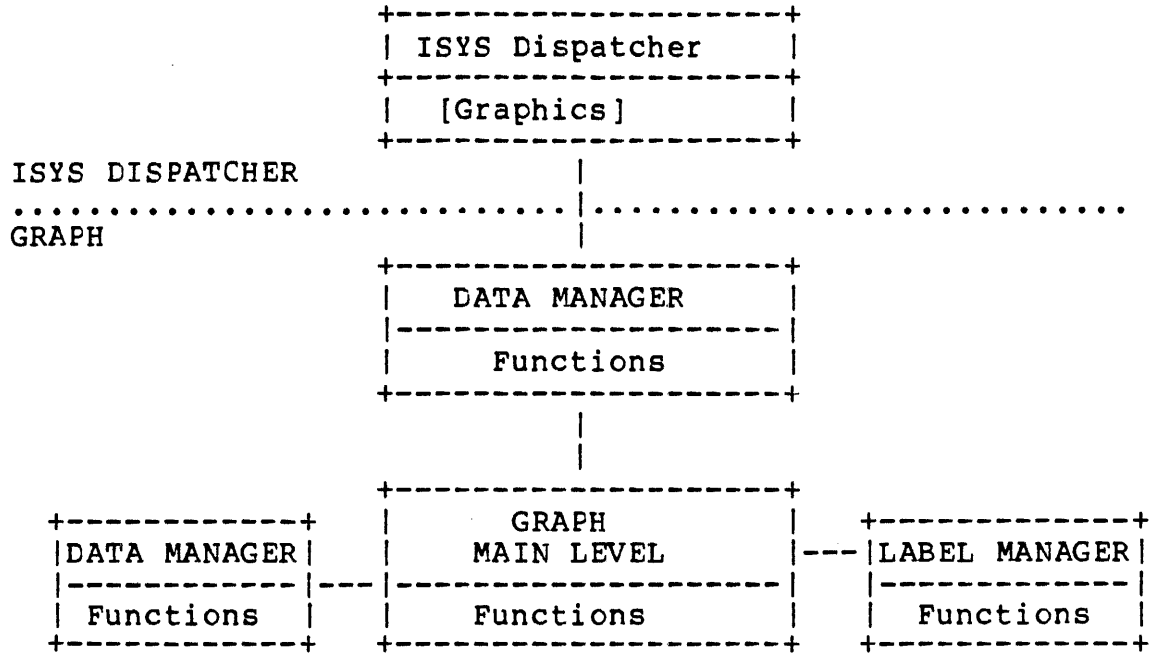 ISYS Dispatcher
[Graphics]
ISYS DISPATCHER
GRAPH
DATA MANAGER
Functions
GRAPH
DATA MANAGER MAIN LEVEL LABEL MANAGER
Functions Functions Functions